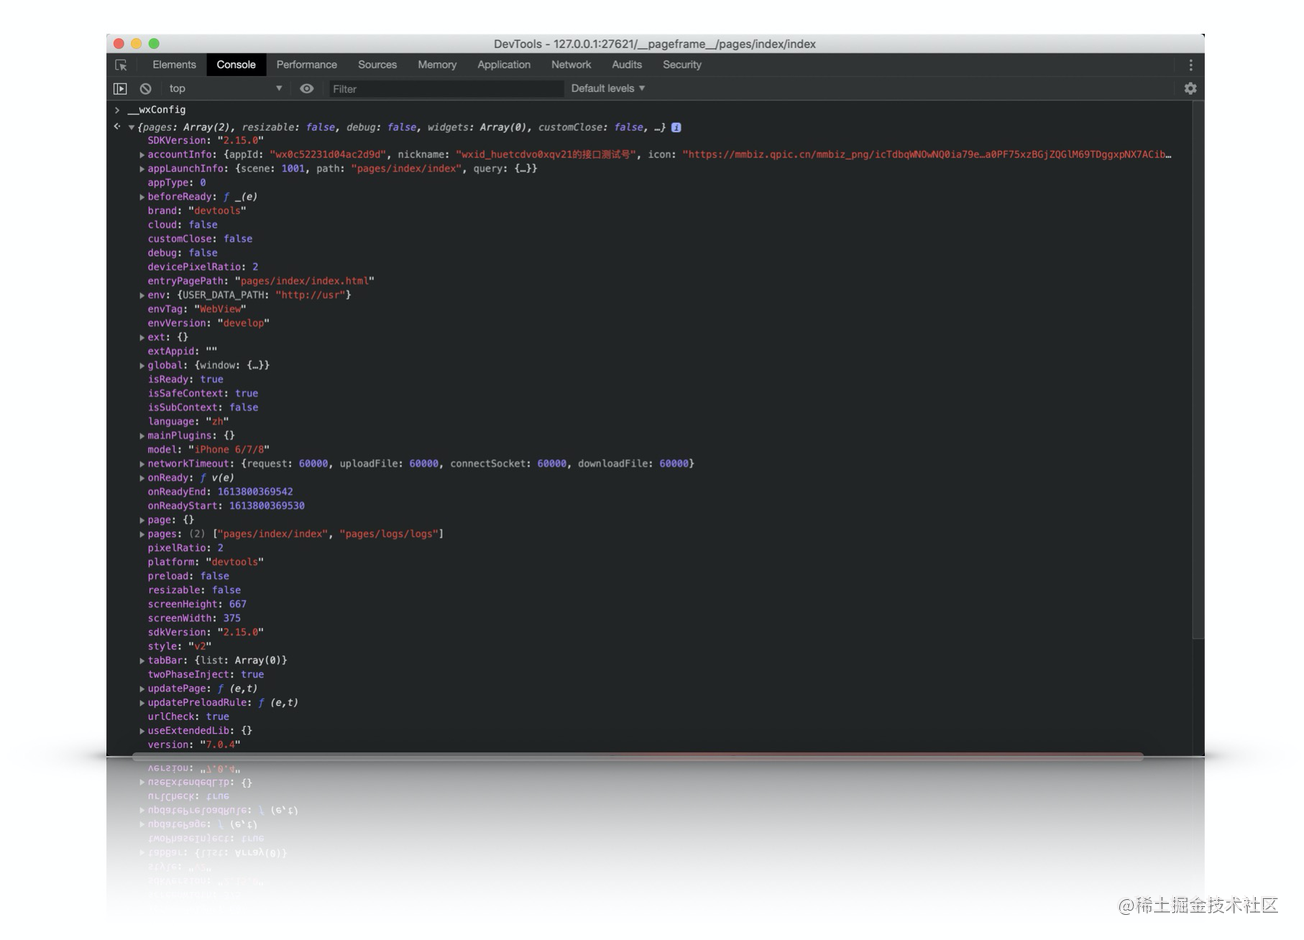 DevTools - 127.0.0.1:27621/__pageframe__/pages/index/index
Elements Console Performance Sources Memory Application Network Audits Security
top Filter Default levels
__wxConfig
{pages: Array(2), resizable: false, debug: false, widgets: Array(0), customClose: false, …}
SDKVersion: "2.15.0"
accountInfo: {appId: "wx0c52231d04ac2d9d", nickname: "wxid_huetcdvo0xqv21的接口测试号", icon: "https://mmbiz.qpic.cn/mmbiz_png/icTdbqWNOwNQ0ia79e…a0PF75xzBGjZQGlM69TDggxpNX7ACib…
appLaunchInfo: {scene: 1001, path: "pages/index/index", query: {…}}
appType: 0
beforeReady: ƒ _(e)
brand: "devtools"
cloud: false
customClose: false
debug: false
devicePixelRatio: 2
entryPagePath: "pages/index/index.html"
env: {USER_DATA_PATH: "http://usr"}
envTag: "WebView"
envVersion: "develop"
ext: {}
extAppid: ""
global: {window: {…}}
isReady: true
isSafeContext: true
isSubContext: false
language: "zh"
mainPlugins: {}
model: "iPhone 6/7/8"
networkTimeout: {request: 60000, uploadFile: 60000, connectSocket: 60000, downloadFile: 60000}
onReady: ƒ v(e)
onReadyEnd: 1613800369542
onReadyStart: 1613800369530
page: {}
pages: (2) ["pages/index/index", "pages/logs/logs"]
pixelRatio: 2
platform: "devtools"
preload: false
resizable: false
screenHeight: 667
screenWidth: 375
sdkVersion: "2.15.0"
style: "v2"
tabBar: {list: Array(0)}
twoPhaseInject: true
updatePage: ƒ (e,t)
updatePreloadRule: ƒ (e,t)
urlCheck: true
useExtendedLib: {}
version: "7.0.4"
@稀土掘金技术社区